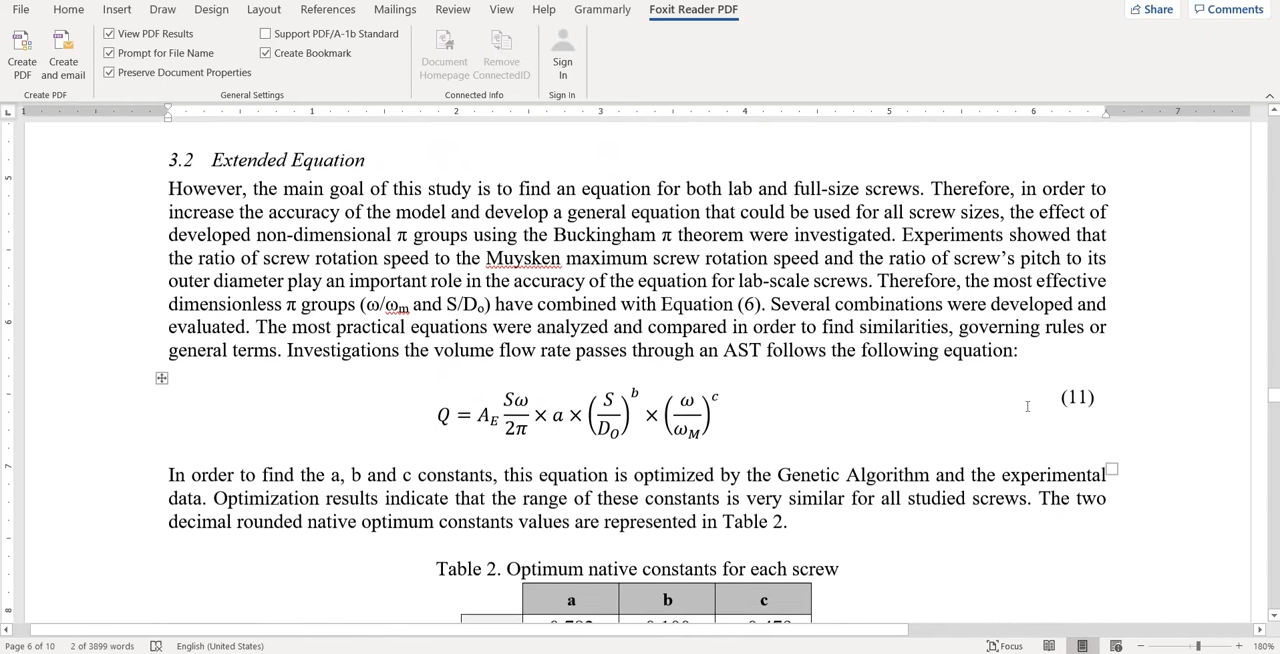 File Home Insert Draw Design Layout References Mailings Review View Help Grammarly Foxit Reader PDF Share Comments
View PDF Results Support PDF/A-1b Standard
Prompt for File Name Create Bookmark
Preserve Document Properties
Create PDF Create and email Document Homepage Remove ConnectedID Sign In
Create PDF General Settings Connected Info Sign In
1 1 2 3 4 5 6 7
3.2 Extended Equation
However, the main goal of this study is to find an equation for both lab and full-size screws. Therefore, in order to
increase the accuracy of the model and develop a general equation that could be used for all screw sizes, the effect of
developed non-dimensional π groups using the Buckingham π theorem were investigated. Experiments showed that
the ratio of screw rotation speed to the Muysken maximum screw rotation speed and the ratio of screw's pitch to its
outer diameter play an important role in the accuracy of the equation for lab-scale screws. Therefore, the most effective
dimensionless π groups (ω/ωm and S/Do) have combined with Equation (6). Several combinations were developed and
evaluated. The most practical equations were analyzed and compared in order to find similarities, governing rules or
general terms. Investigations the volume flow rate passes through an AST follows the following equation:
Q = A_E Sω/2π × a × (S/D_O)^b × (ω/ω_M)^c (11)
In order to find the a, b and c constants, this equation is optimized by the Genetic Algorithm and the experimental
data. Optimization results indicate that the range of these constants is very similar for all studied screws. The two
decimal rounded native optimum constants values are represented in Table 2.
Table 2. Optimum native constants for each screw
a b c
Page 6 of 10 2 of 3899 words English (United States) Focus 180%